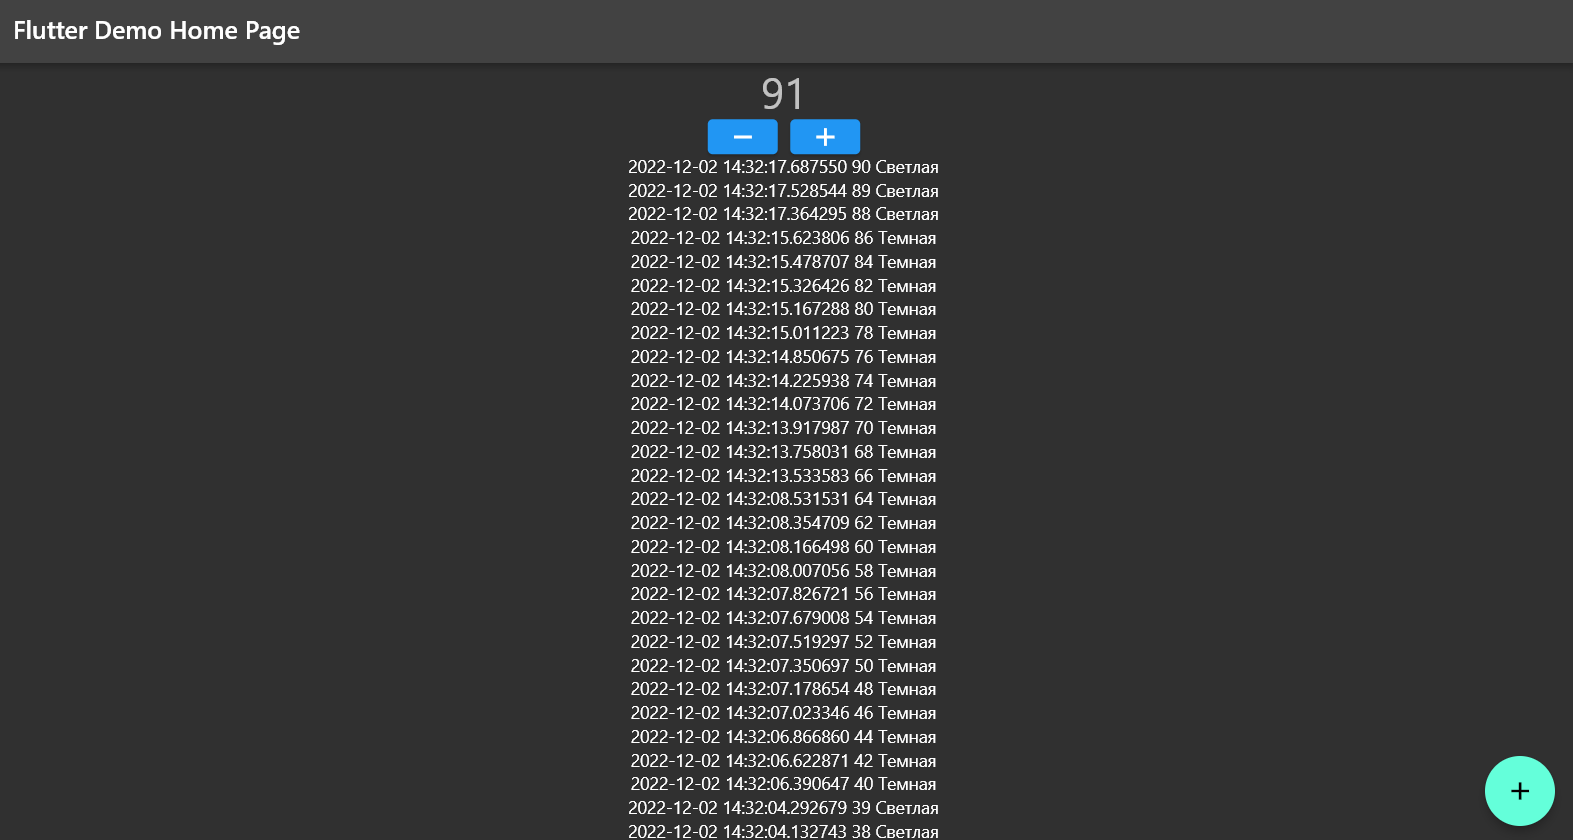 Flutter Demo Home Page
91
2022-12-02 14:32:17.687550 90 Светлая
2022-12-02 14:32:17.528544 89 Светлая
2022-12-02 14:32:17.364295 88 Светлая
2022-12-02 14:32:15.623806 86 Темная
2022-12-02 14:32:15.478707 84 Темная
2022-12-02 14:32:15.326426 82 Темная
2022-12-02 14:32:15.167288 80 Темная
2022-12-02 14:32:15.011223 78 Темная
2022-12-02 14:32:14.850675 76 Темная
2022-12-02 14:32:14.225938 74 Темная
2022-12-02 14:32:14.073706 72 Темная
2022-12-02 14:32:13.917987 70 Темная
2022-12-02 14:32:13.758031 68 Темная
2022-12-02 14:32:13.533583 66 Темная
2022-12-02 14:32:08.531531 64 Темная
2022-12-02 14:32:08.354709 62 Темная
2022-12-02 14:32:08.166498 60 Темная
2022-12-02 14:32:08.007056 58 Темная
2022-12-02 14:32:07.826721 56 Темная
2022-12-02 14:32:07.679008 54 Темная
2022-12-02 14:32:07.519297 52 Темная
2022-12-02 14:32:07.350697 50 Темная
2022-12-02 14:32:07.178654 48 Темная
2022-12-02 14:32:07.023346 46 Темная
2022-12-02 14:32:06.866860 44 Темная
2022-12-02 14:32:06.622871 42 Темная
2022-12-02 14:32:06.390647 40 Темная
2022-12-02 14:32:04.292679 39 Светлая
2022-12-02 14:32:04.132743 38 Светлая